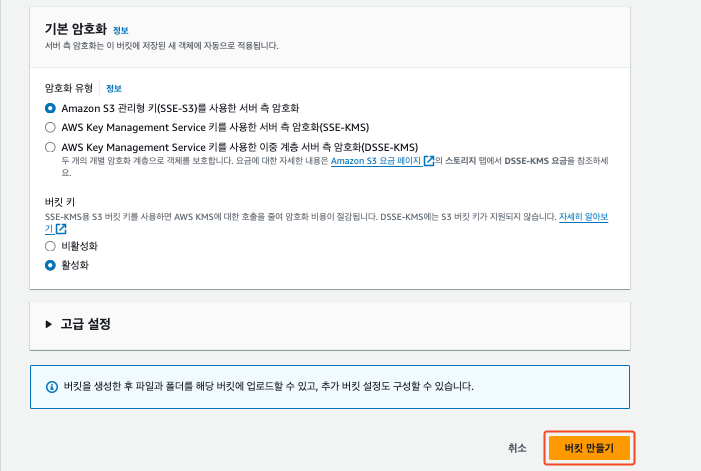 기본 암호화 정보
서버 측 암호화는 이 버킷에 저장된 새 객체에 자동으로 적용됩니다.
암호화 유형 정보
Amazon S3 관리형 키(SSE-S3)를 사용한 서버 측 암호화
AWS Key Management Service 키를 사용한 서버 측 암호화(SSE-KMS)
AWS Key Management Service 키를 사용한 이중 계층 서버 측 암호화(DSSE-KMS)
두 개의 개별 암호화 계층으로 객체를 보호합니다. 요금에 대한 자세한 내용은 Amazon S3 요금 페이지의 스토리지 탭에서 DSSE-KMS 요금을 참조하세
요.
버킷 키
SSE-KMS용 S3 버킷 키를 사용하면 AWS KMS에 대한 호출을 줄여 암호화 비용이 절감됩니다. DSSE-KMS에는 S3 버킷 키가 지원되지 않습니다. 자세히 알아보
기
비활성화
활성화
고급 설정
버킷을 생성한 후 파일과 폴더를 해당 버킷에 업로드할 수 있고, 추가 버킷 설정도 구성할 수 있습니다.
취소 버킷 만들기